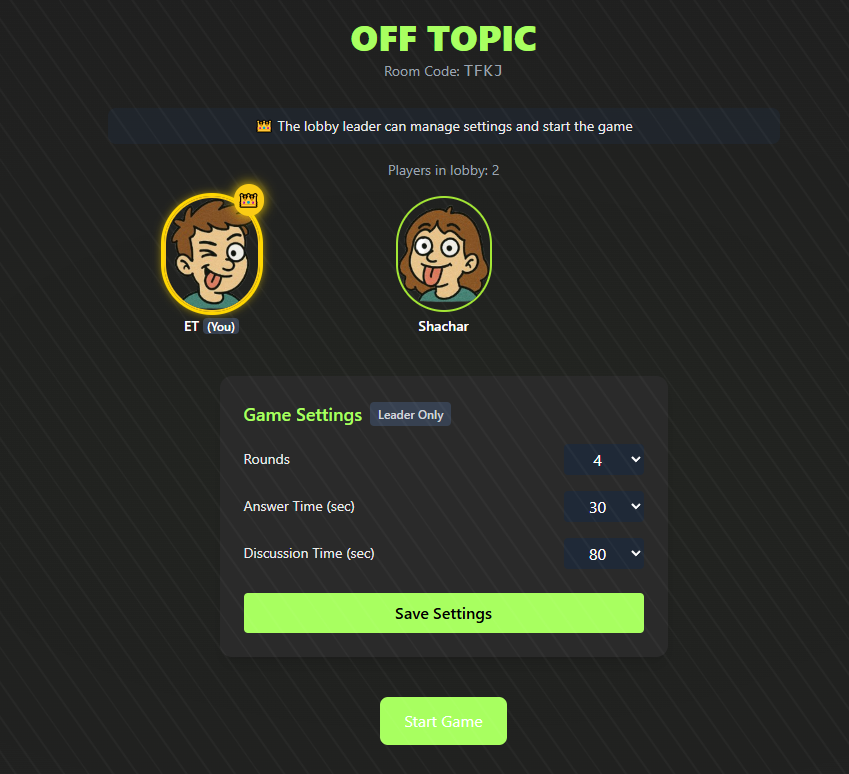 OFF TOPIC
Room Code: TFKJ
👑 The lobby leader can manage settings and start the game
Players in lobby: 2
ET (You)
Shachar
Game Settings Leader Only
Rounds 4
Answer Time (sec) 30
Discussion Time (sec) 80
Save Settings
Start Game